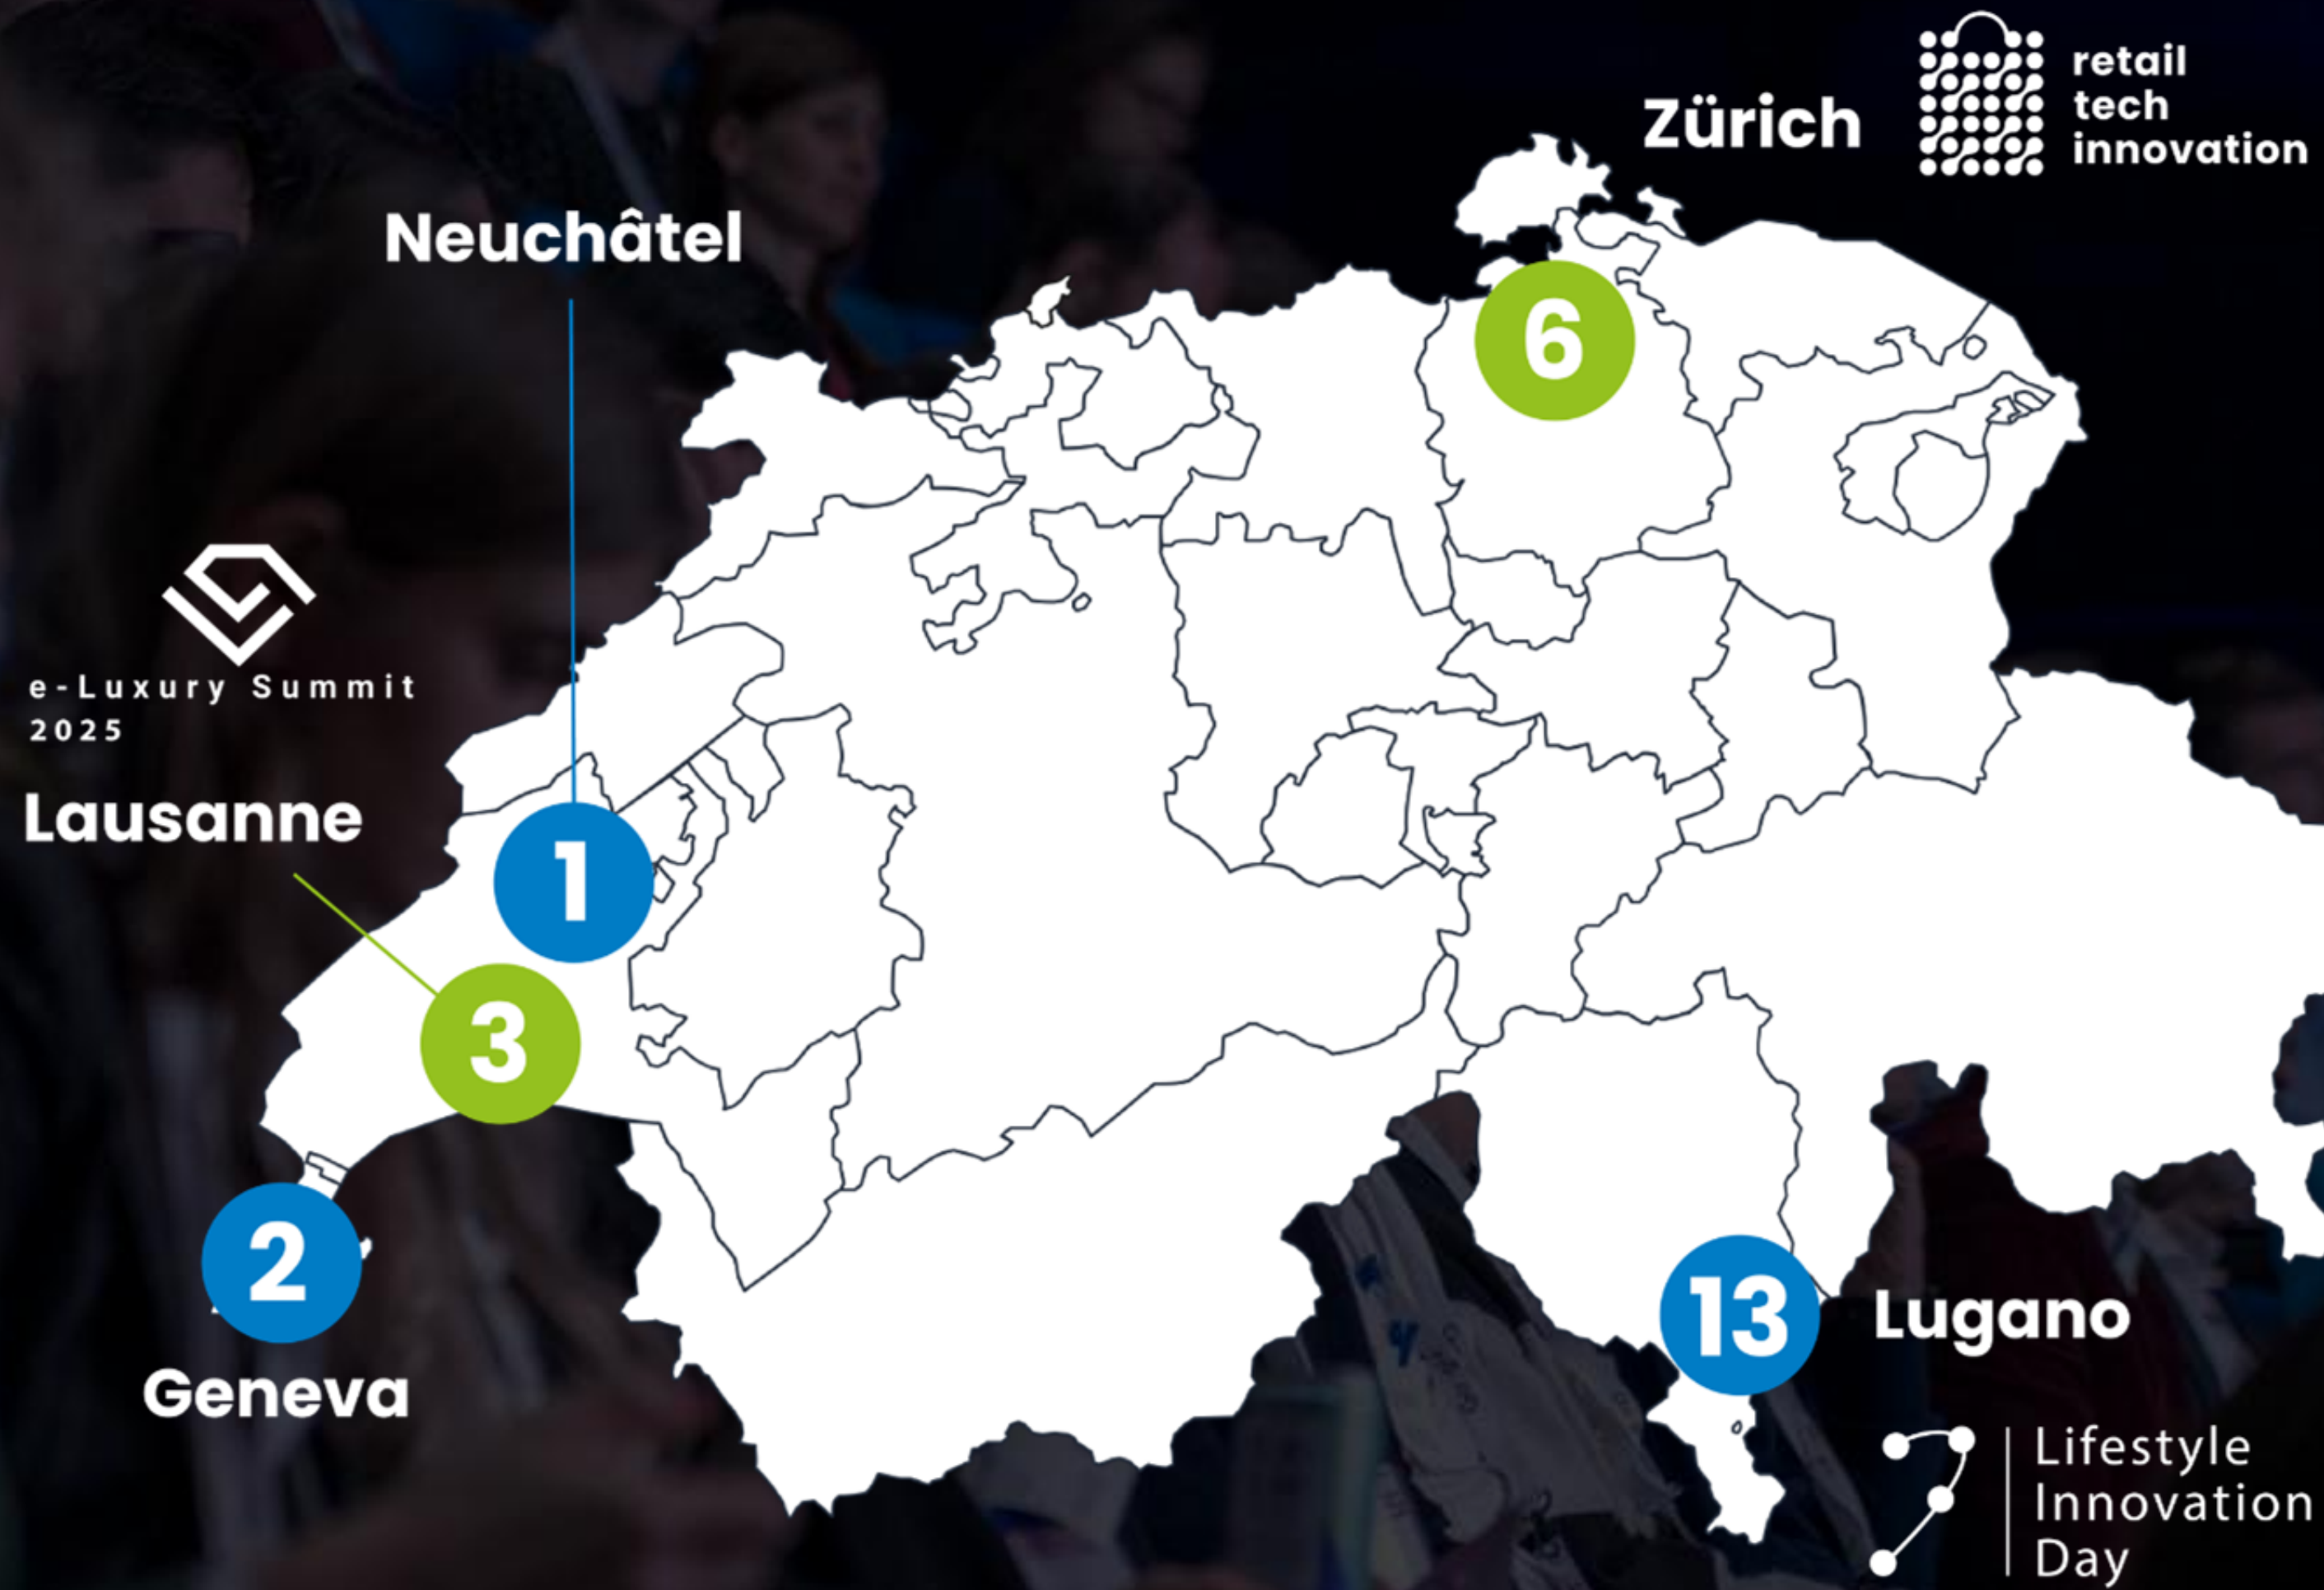 retail
tech
innovation
Zürich
6
Neuchâtel
e-Luxury Summit
2025
Lausanne
1
3
2
Geneva
13
Lugano
Lifestyle
Innovation
Day